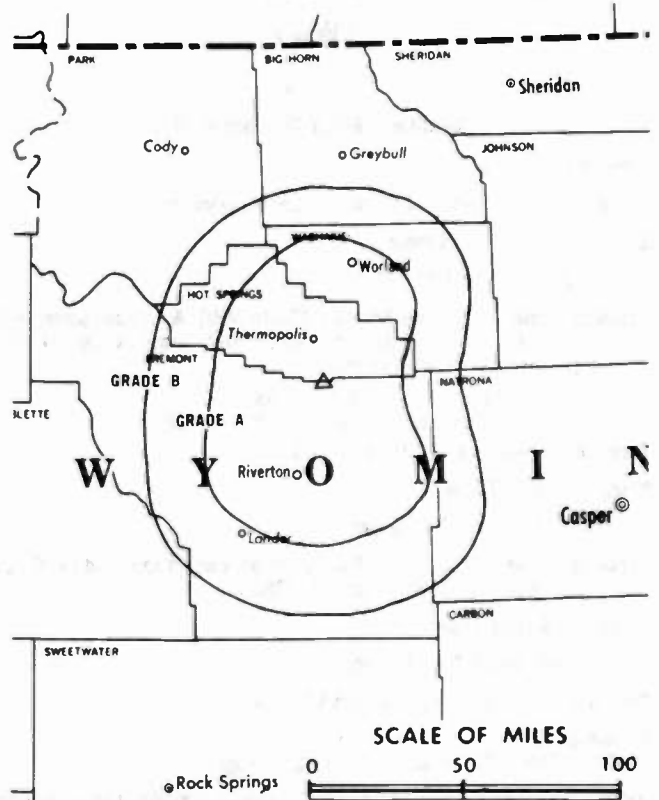 PARK
BIG HORN
SHERIDAN
Sheridan
JOHNSON
Cody
Greybull
WASHAKIE
Worland
HOT SPRINGS
Thermopolis
FREMONT
NATRONA
GRADE B
BLETTE
GRADE A
W Y O M I N
Riverton
Casper
Lander
CARBON
SWEETWATER
SCALE OF MILES
0 50 100
Rock Springs